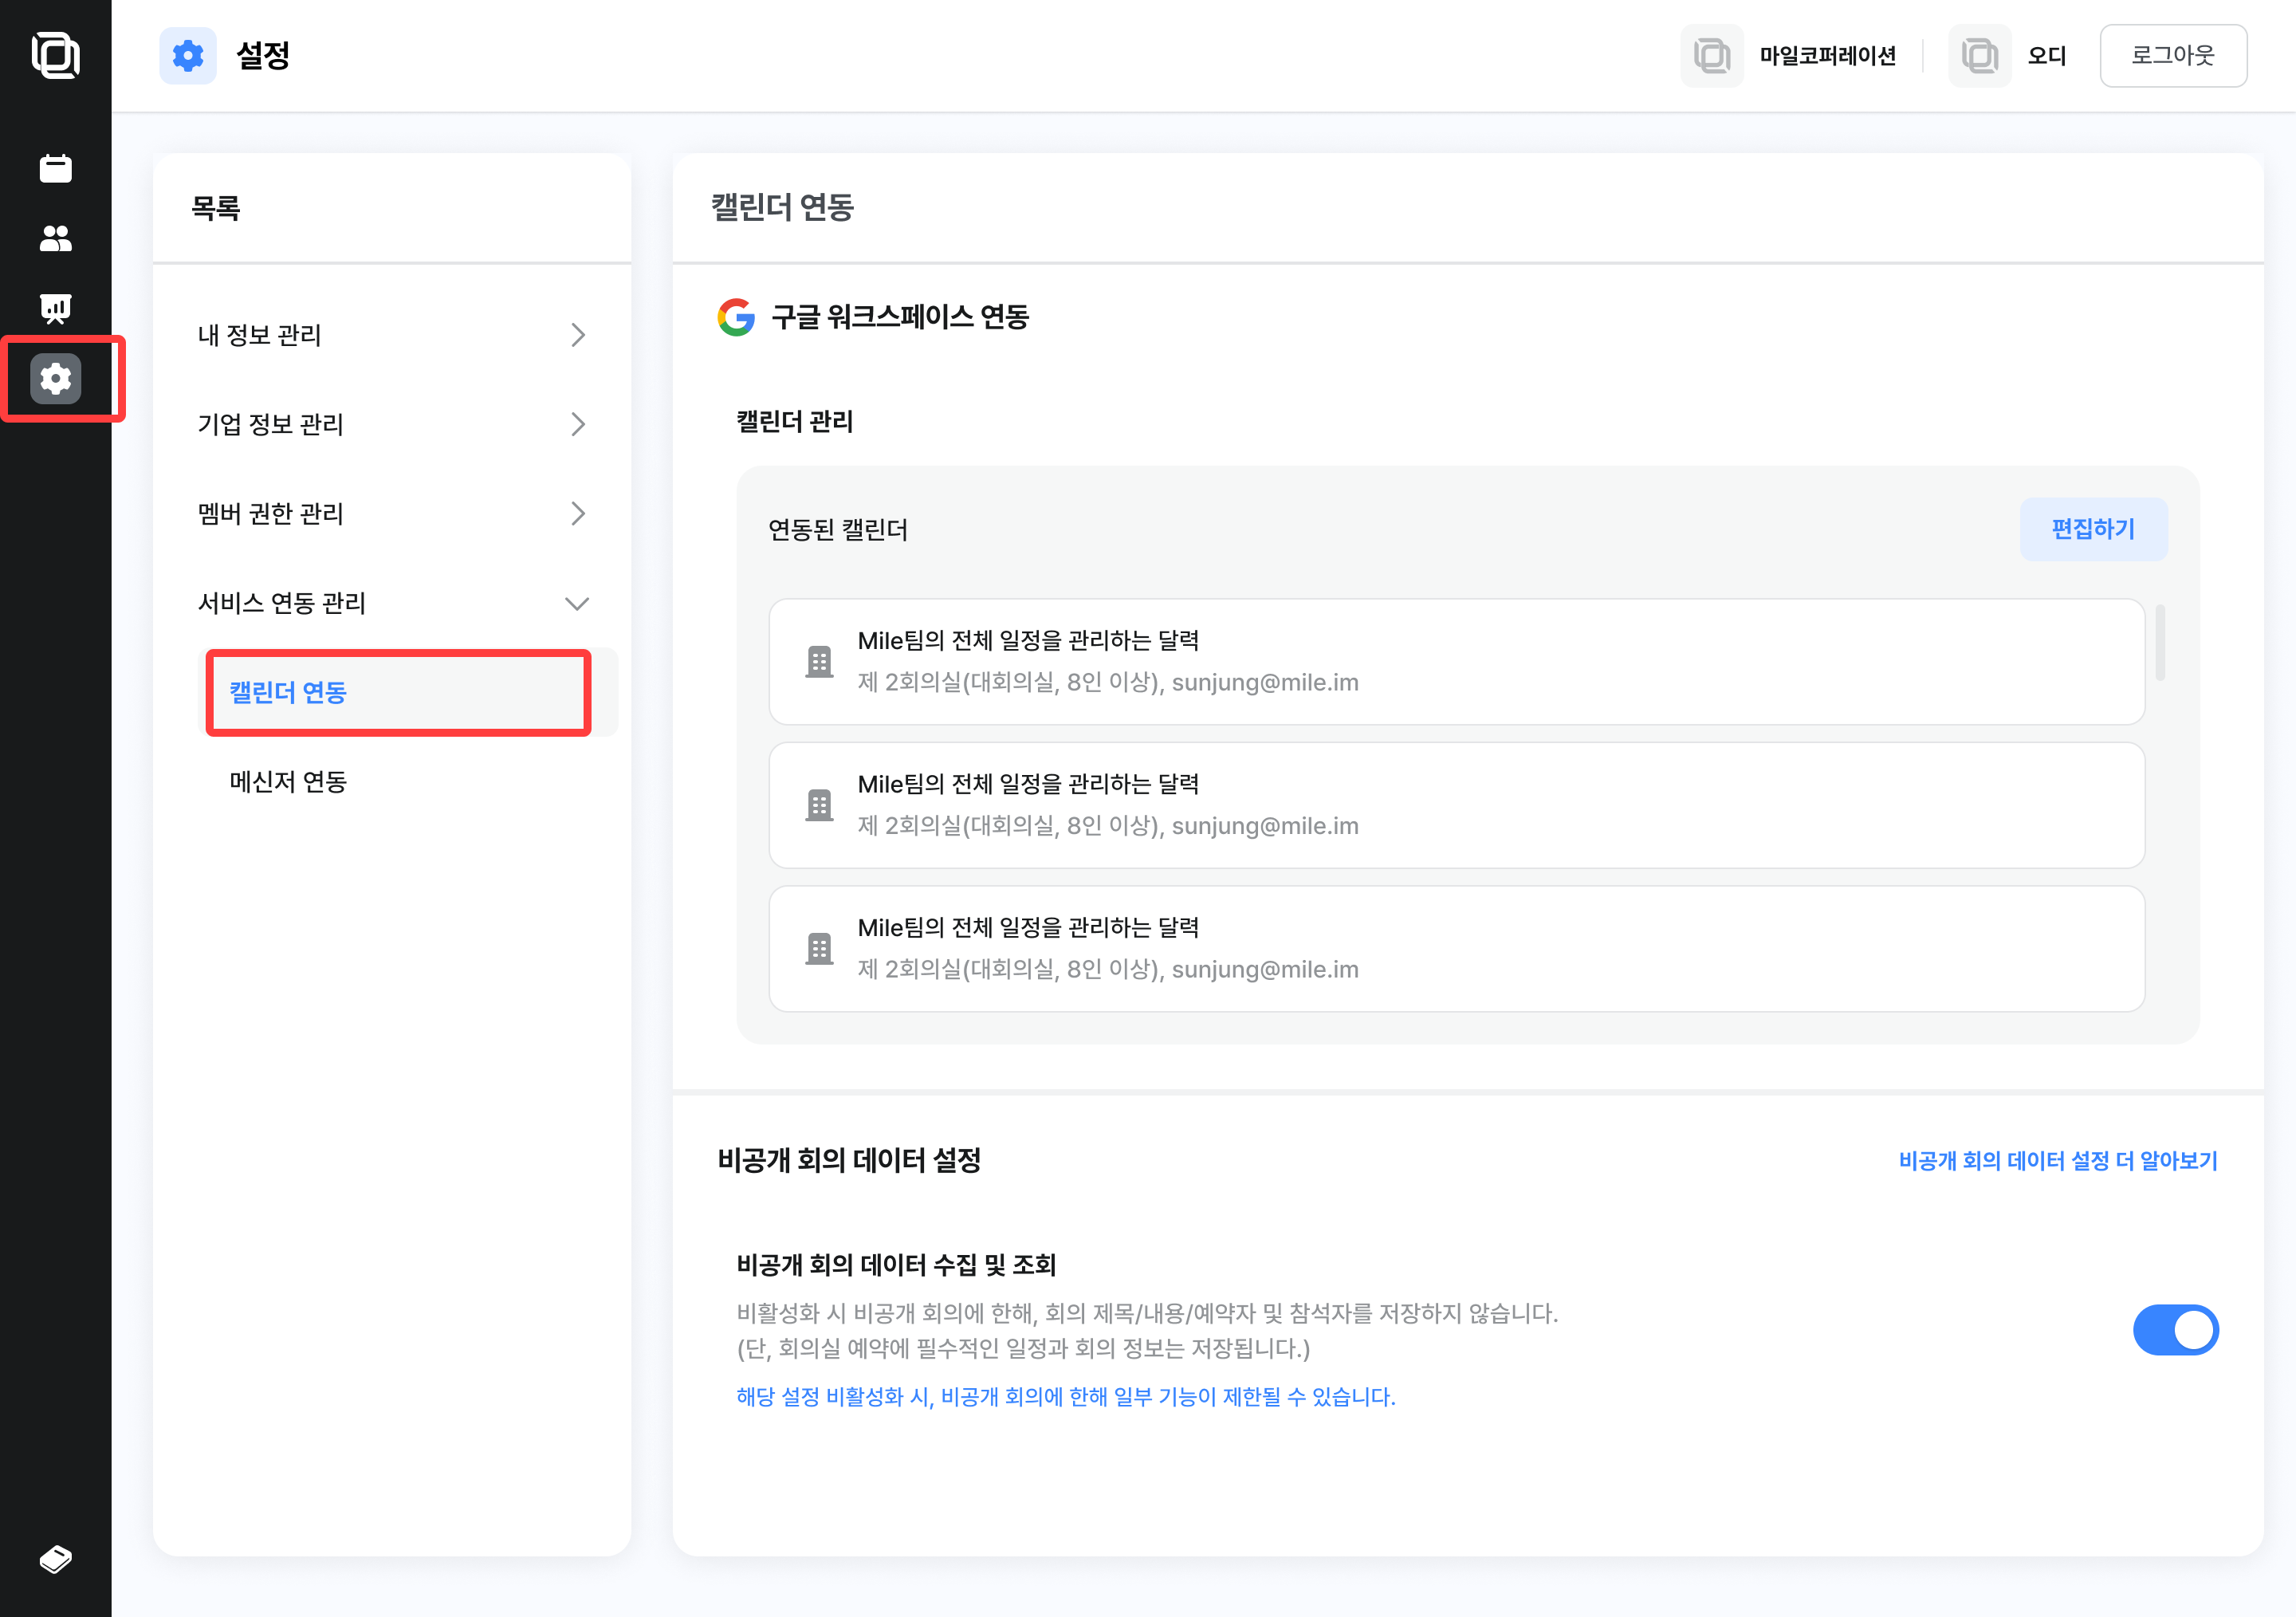 설정
마일코퍼레이션
오디
로그아웃
목록
내 정보 관리
기업 정보 관리
멤버 권한 관리
서비스 연동 관리
캘린더 연동
메신저 연동
캘린더 연동
구글 워크스페이스 연동
캘린더 관리
연동된 캘린더
편집하기
Mile팀의 전체 일정을 관리하는 달력
제 2회의실(대회의실, 8인 이상), sunjung@mile.im
Mile팀의 전체 일정을 관리하는 달력
제 2회의실(대회의실, 8인 이상), sunjung@mile.im
Mile팀의 전체 일정을 관리하는 달력
제 2회의실(대회의실, 8인 이상), sunjung@mile.im
비공개 회의 데이터 설정
비공개 회의 데이터 설정 더 알아보기
비공개 회의 데이터 수집 및 조회
비활성화 시 비공개 회의에 한해, 회의 제목/내용/예약자 및 참석자를 저장하지 않습니다.
(단, 회의실 예약에 필수적인 일정과 회의 정보는 저장됩니다.)
해당 설정 비활성화 시, 비공개 회의에 한해 일부 기능이 제한될 수 있습니다.